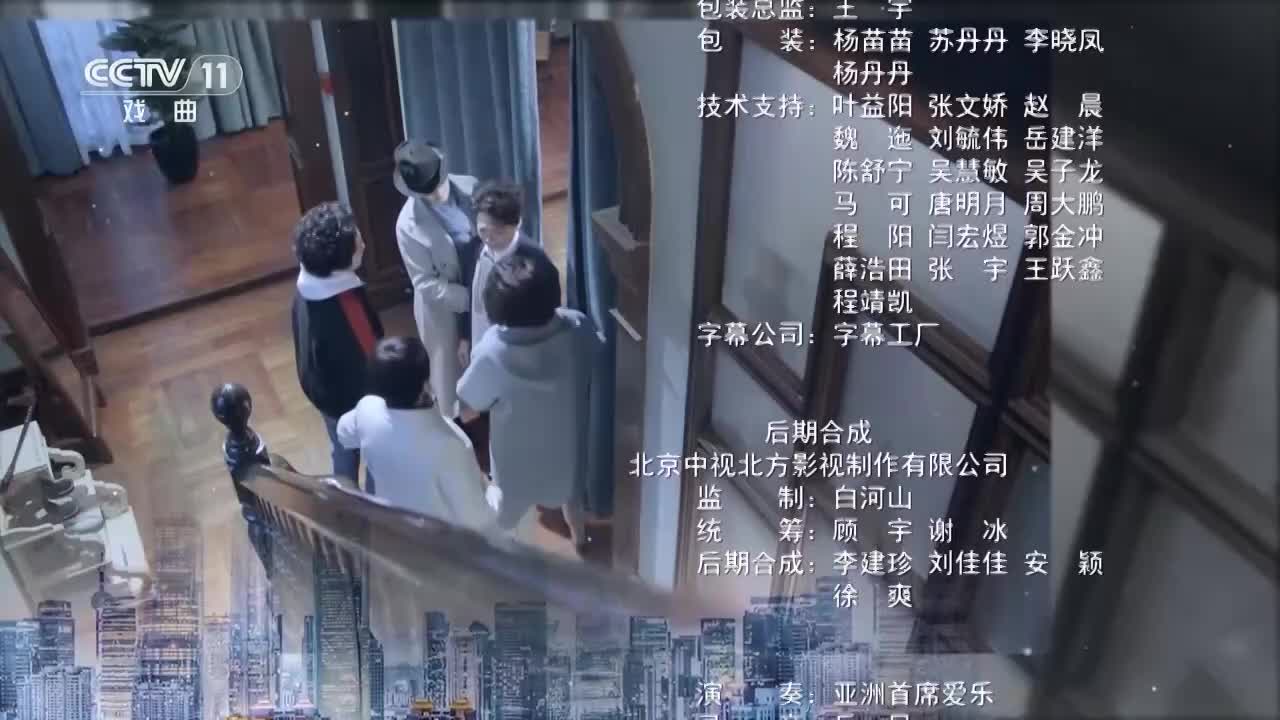 CCTV 11
戏曲
包装总监：王 宇
包 装：杨苗苗 苏丹丹 李晓凤
杨丹丹
技术支持：叶益阳 张文娇 赵 晨
魏 迤 刘毓伟 岳建洋
陈舒宁 吴慧敏 吴子龙
马 可 唐明月 周大鹏
程 阳 闫宏煜 郭金冲
薛浩田 张 宇 王跃鑫
程靖凯
字幕公司：字幕工厂
后期合成
北京中视北方影视制作有限公司
监 制：白河山
统 筹：顾 宇 谢 冰
后期合成：李建珍 刘佳佳 安 颖
徐 爽
演 奏：亚洲首席爱乐